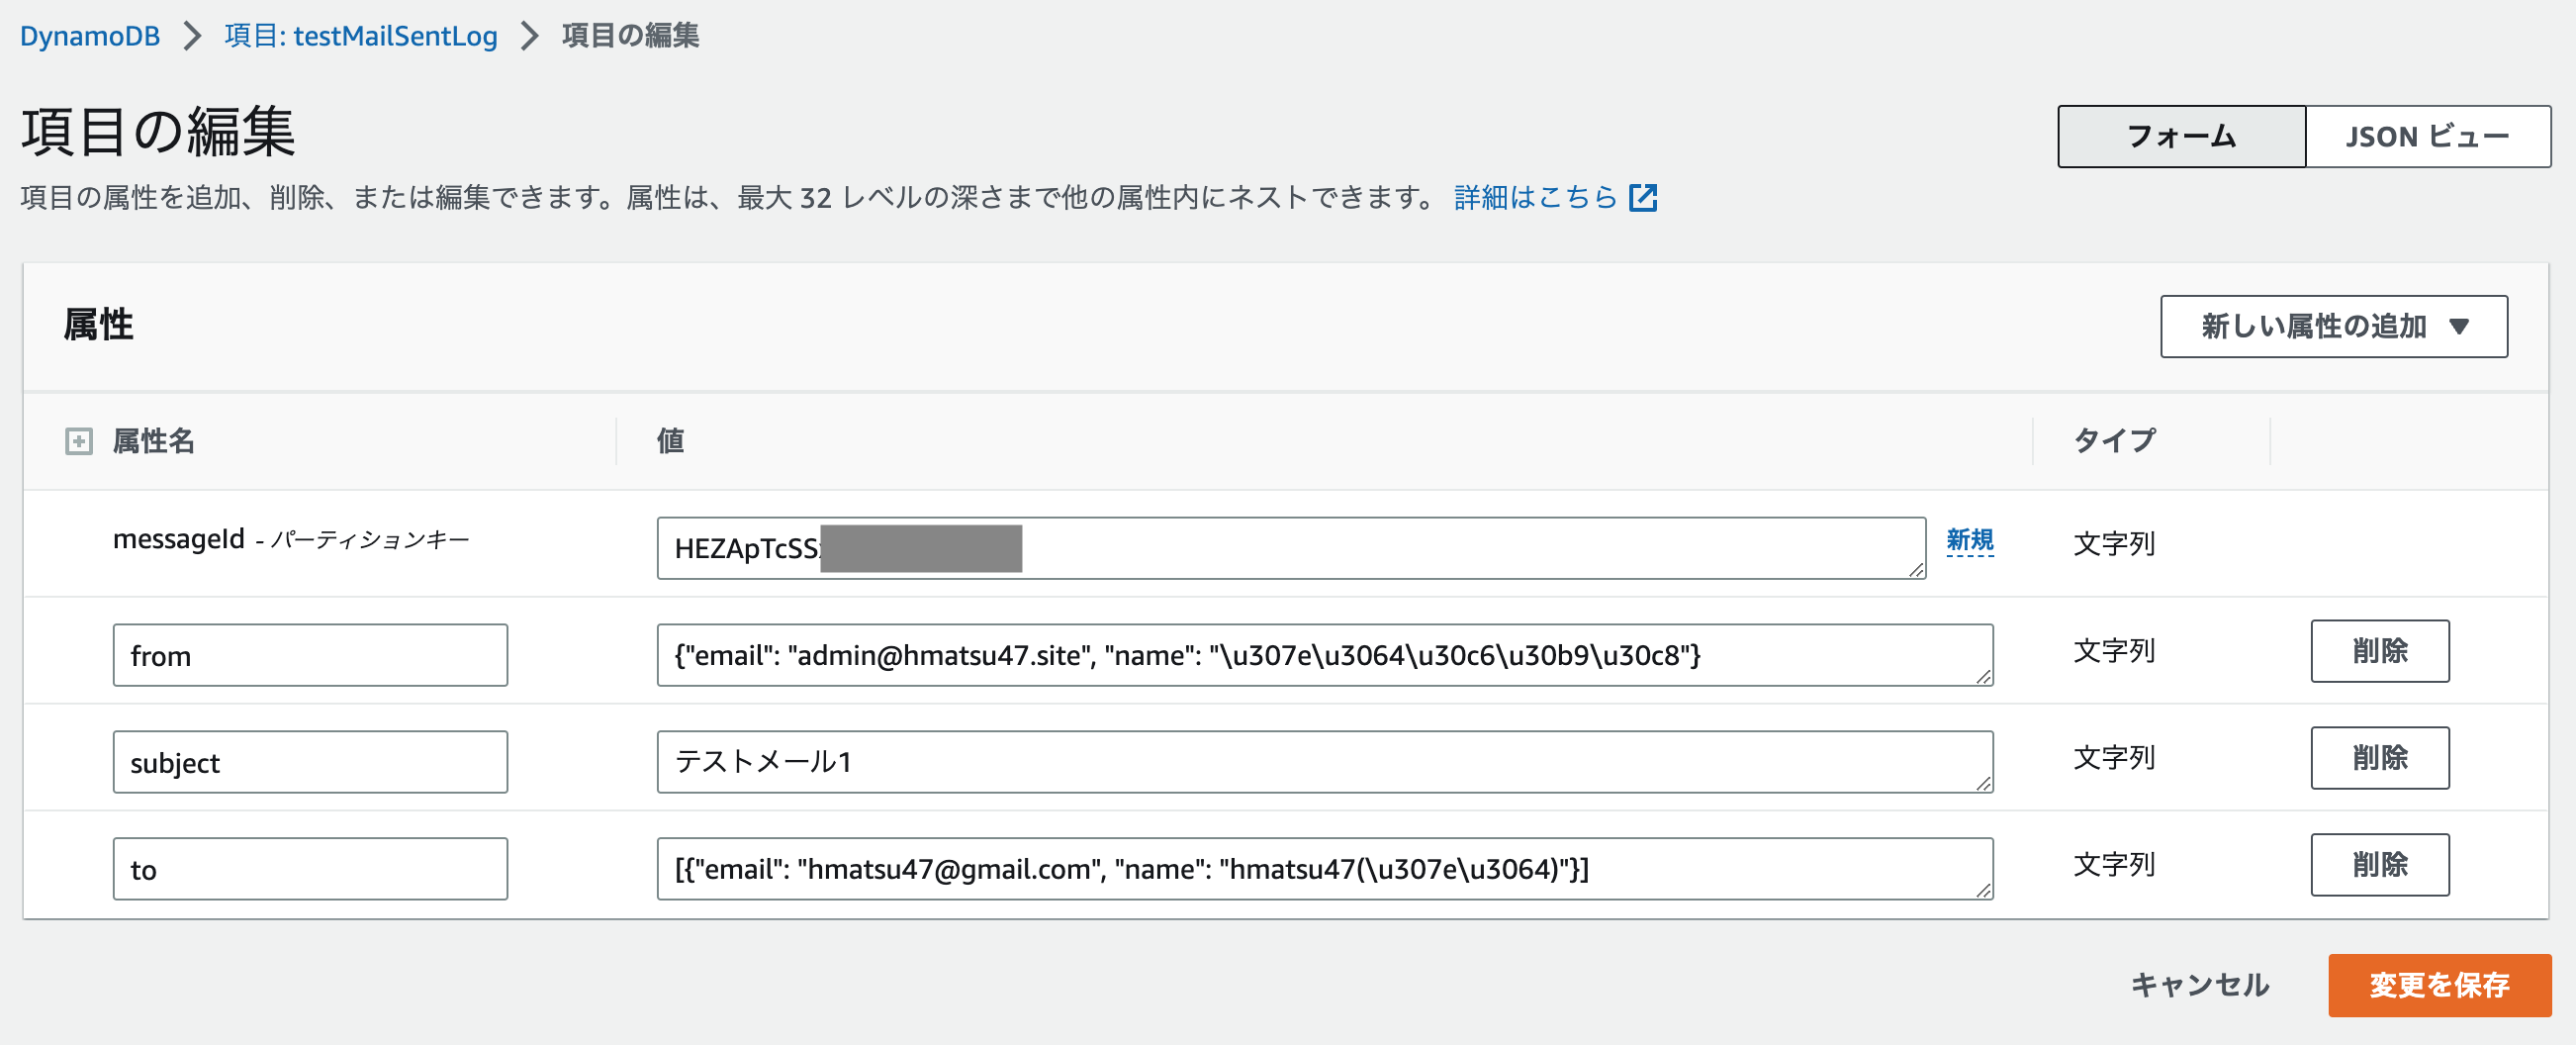 DynamoDB > 項目: testMailSentLog > 項目の編集
項目の編集
フォーム JSON ビュー
項目の属性を追加、削除、または編集できます。属性は、最大 32 レベルの深さまで他の属性内にネストできます。 詳細はこちら
属性
新しい属性の追加 ▼
属性名 値 タイプ
messageId - パーティションキー HEZApTcSS 新規 文字列
from {"email": "admin@hmatsu47.site", "name": "\u307e\u3064\u30c6\u30b9\u30c8"} 文字列 削除
subject テストメール1 文字列 削除
to [{"email": "hmatsu47@gmail.com", "name": "hmatsu47(\u307e\u3064)"}] 文字列 削除
キャンセル 変更を保存